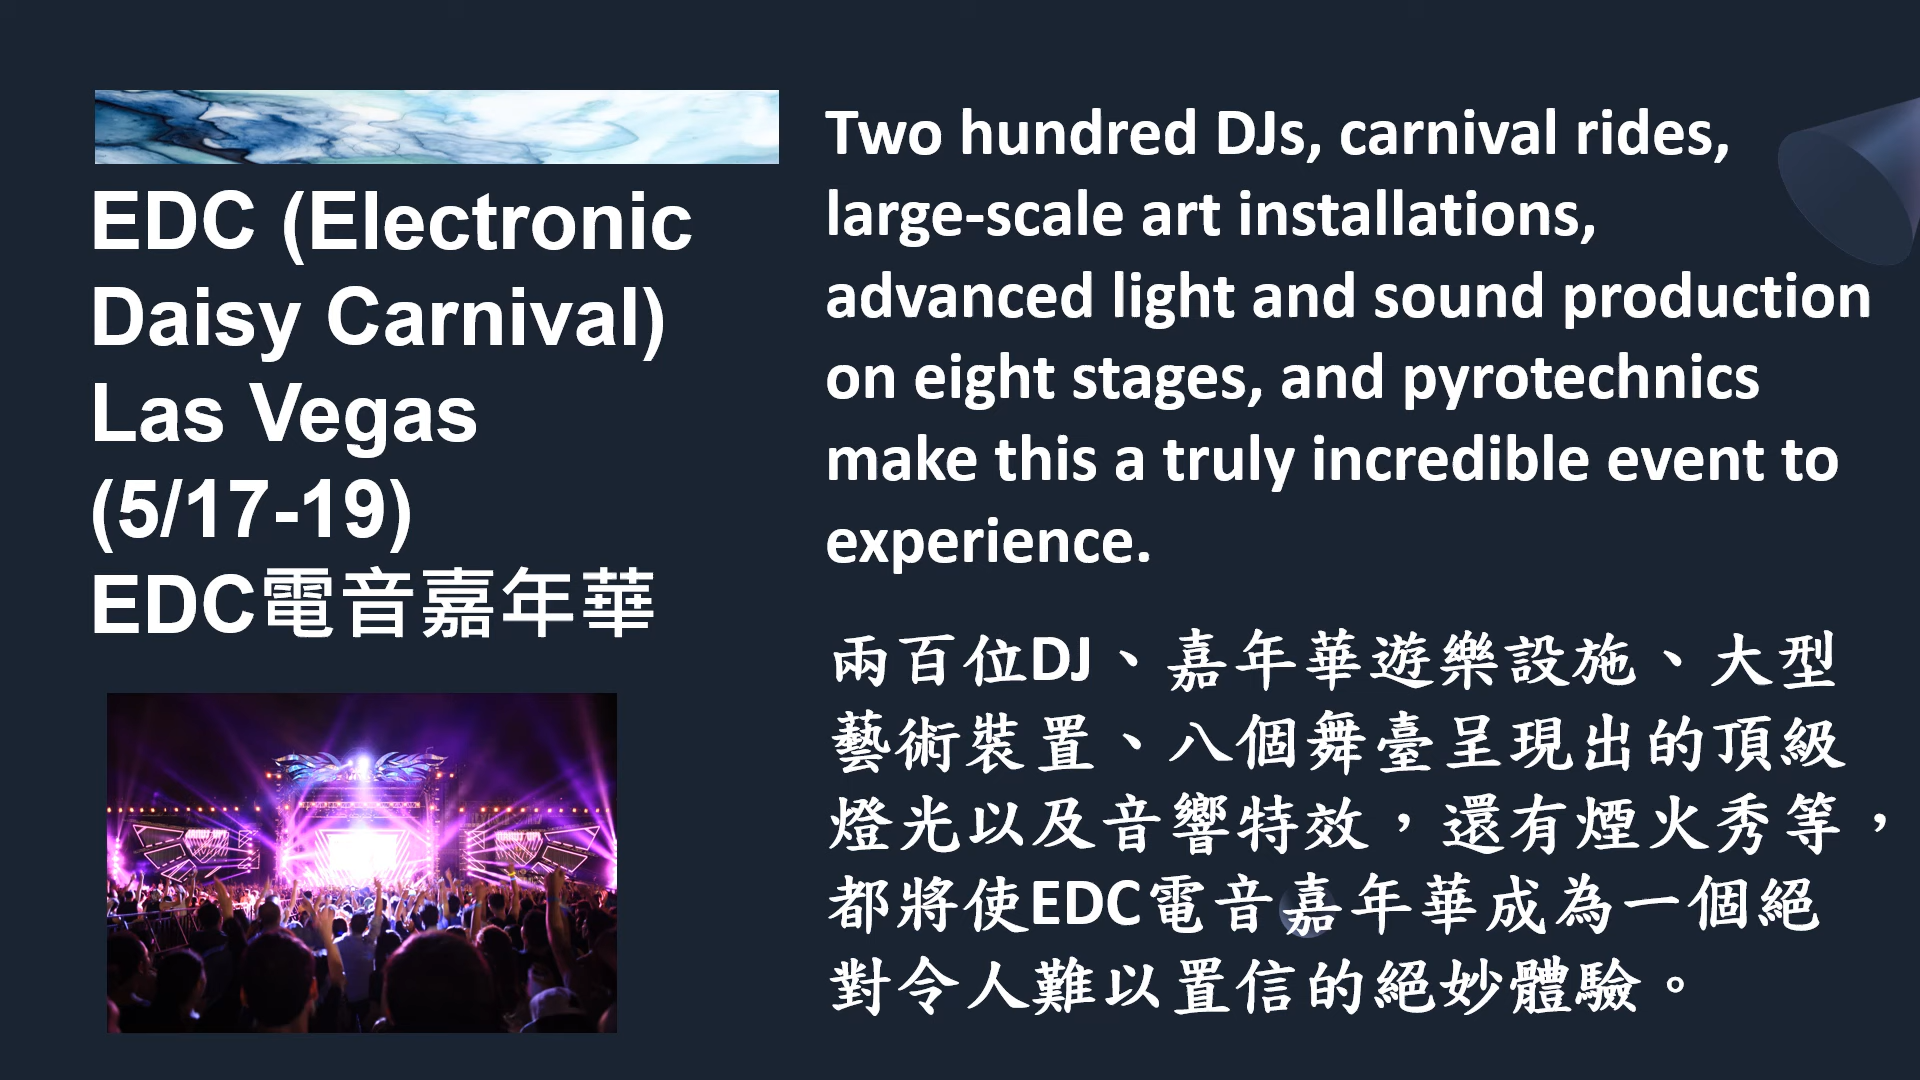 EDC (Electronic
Daisy Carnival)
Las Vegas
(5/17-19)
EDC電音嘉年華
Two hundred DJs, carnival rides,
large-scale art installations,
advanced light and sound production
on eight stages, and pyrotechnics
make this a truly incredible event to
experience.
兩百位DJ、嘉年華遊樂設施、大型
藝術裝置、八個舞臺呈現出的頂級
燈光以及音響特效，還有煙火秀等，
都將使EDC電音嘉年華成為一個絕
對令人難以置信的絕妙體驗。